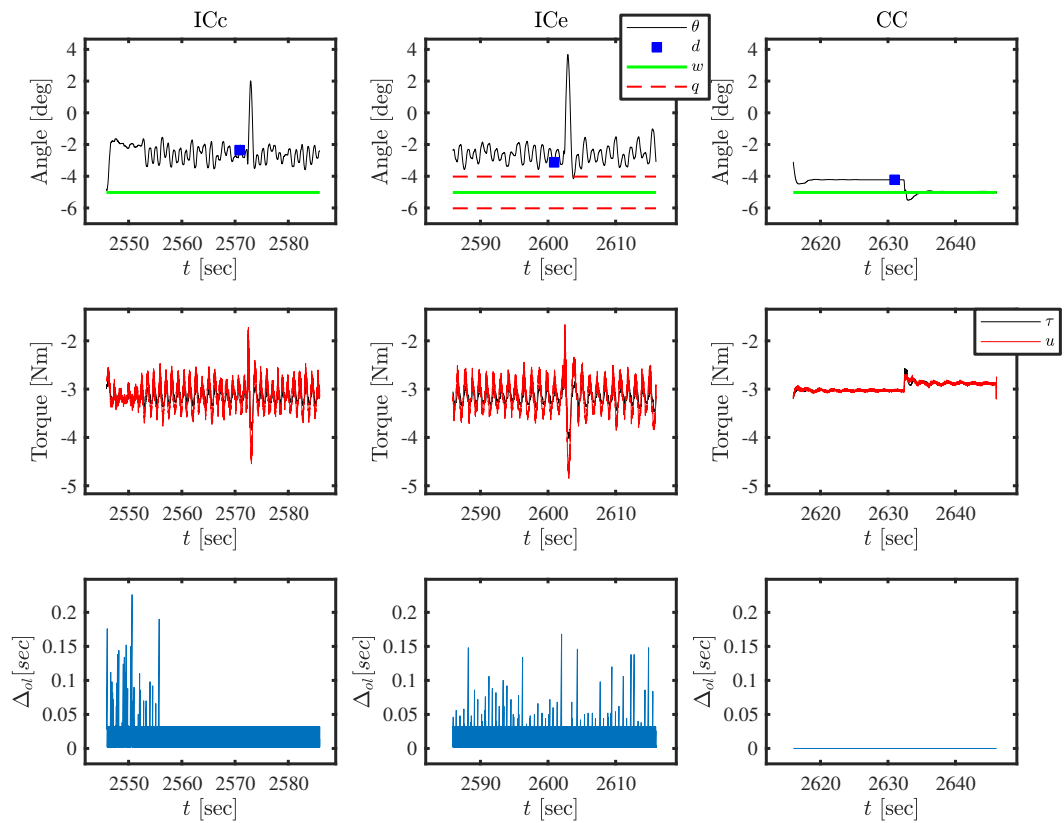 ICc
ICe
CC
θ
d
w
q
4
2
0
-2
-4
-6
Angle [deg]
2550 2560 2570 2580
t [sec]
4
2
0
-2
-4
-6
Angle [deg]
2590 2600 2610
t [sec]
4
2
0
-2
-4
-6
Angle [deg]
2620 2630 2640
t [sec]
τ
u
-2
-3
-4
-5
Torque [Nm]
2550 2560 2570 2580
t [sec]
-2
-3
-4
-5
Torque [Nm]
2590 2600 2610
t [sec]
-2
-3
-4
-5
Torque [Nm]
2620 2630 2640
t [sec]
0.2
0.15
0.1
0.05
0
Δol[sec]
2550 2560 2570 2580
t [sec]
0.2
0.15
0.1
0.05
0
Δol[sec]
2590 2600 2610
t [sec]
0.2
0.15
0.1
0.05
0
Δol[sec]
2620 2630 2640
t [sec]